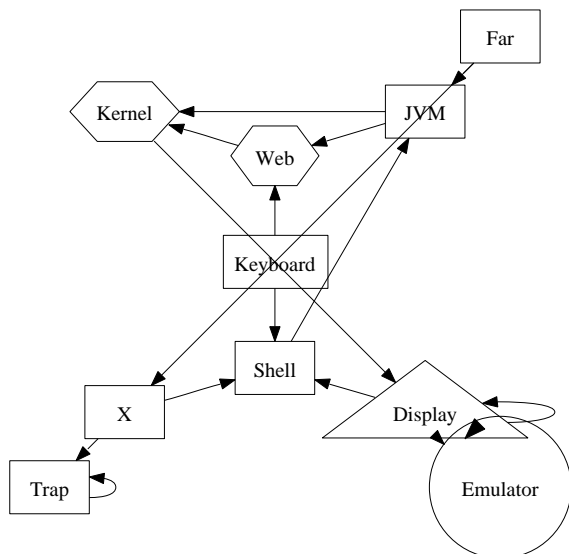 Far
Kernel
JVM
Web
Keyboard
Shell
X
Display
Trap
Emulator